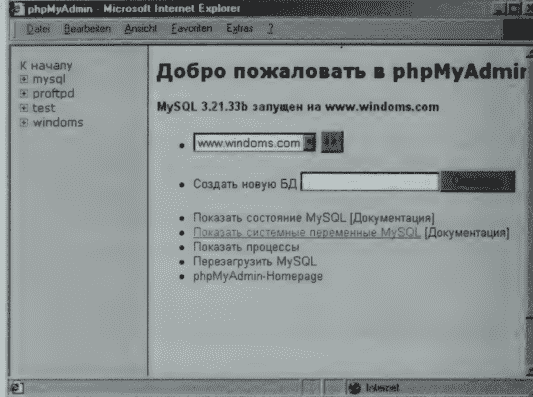 phpMyAdmin - Microsoft Internet Explorer
Datei Bearbeiten Ansicht Favoriten Extras ?
К началу
mysql
proftpd
test
windoms
Добро пожаловать в phpMyAdmin
MySQL 3.21.33b запущен на www.windoms.com
www.windoms.com
Создать новую БД
Показать состояние MySQL [Документация]
Показать системные переменные MySQL [Документация]
Показать процессы
Перезагрузить MySQL
phpMyAdmin-Homepage
Internet